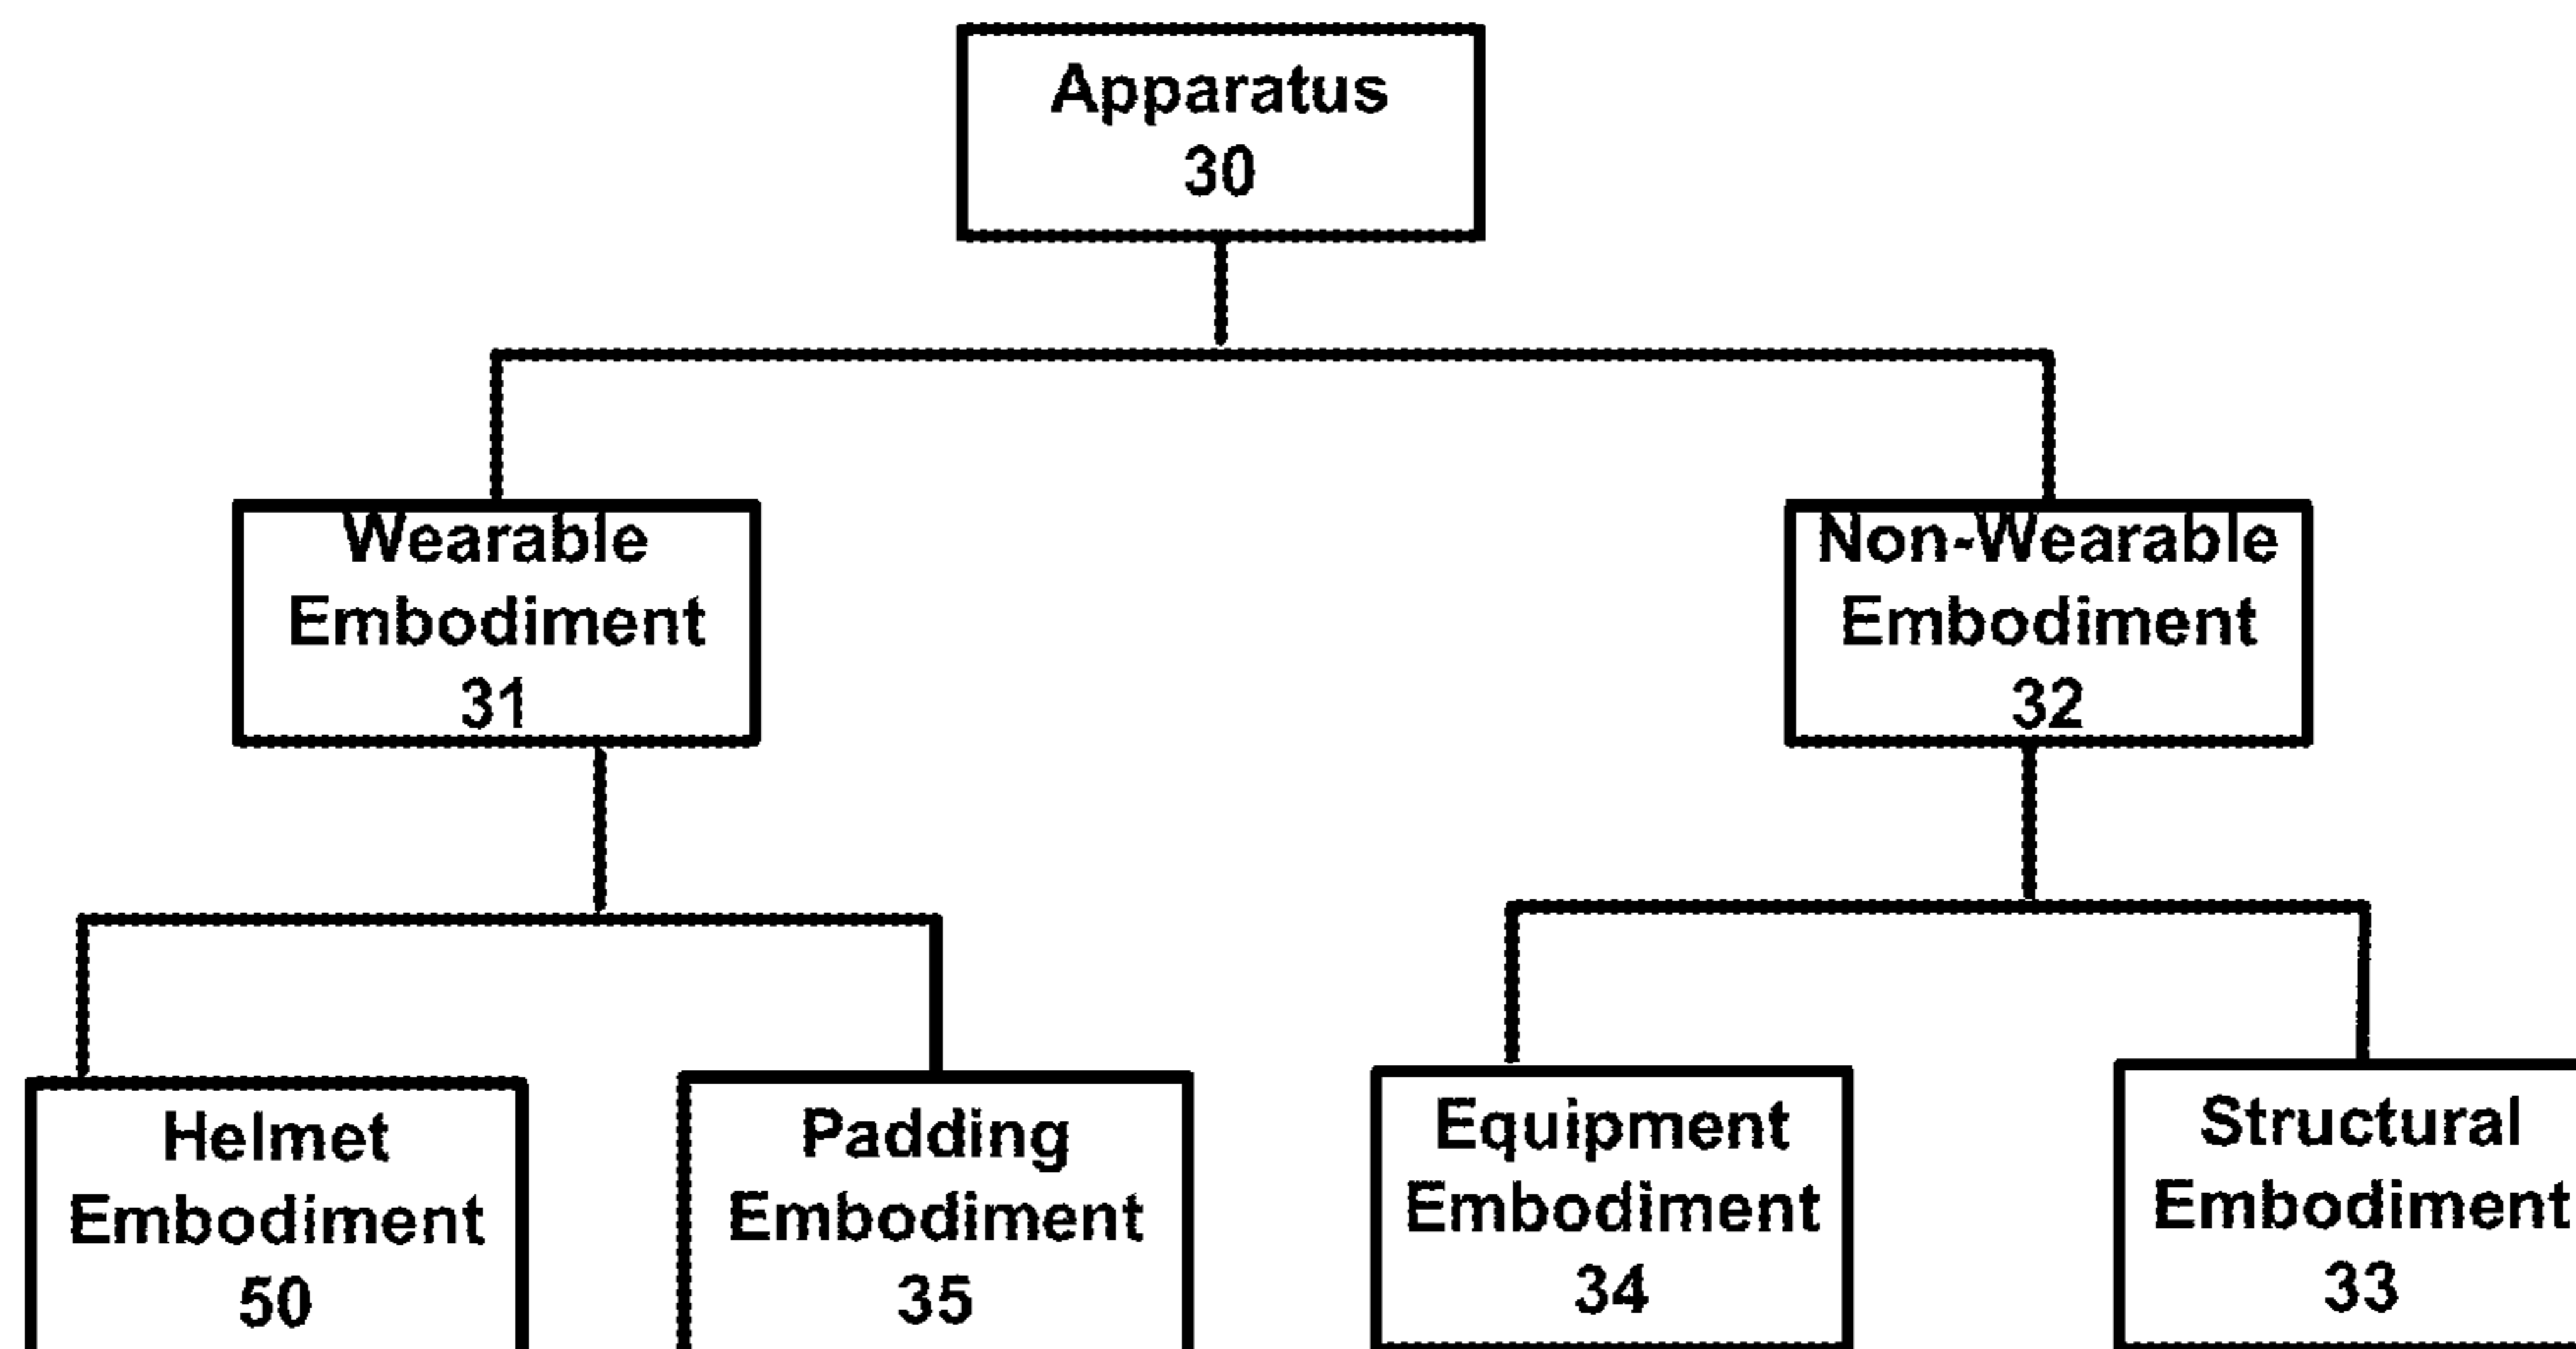 Apparatus
30
Wearable
Embodiment
31
Non-Wearable
Embodiment
32
Helmet
Embodiment
50
Padding
Embodiment
35
Equipment
Embodiment
34
Structural
Embodiment
33